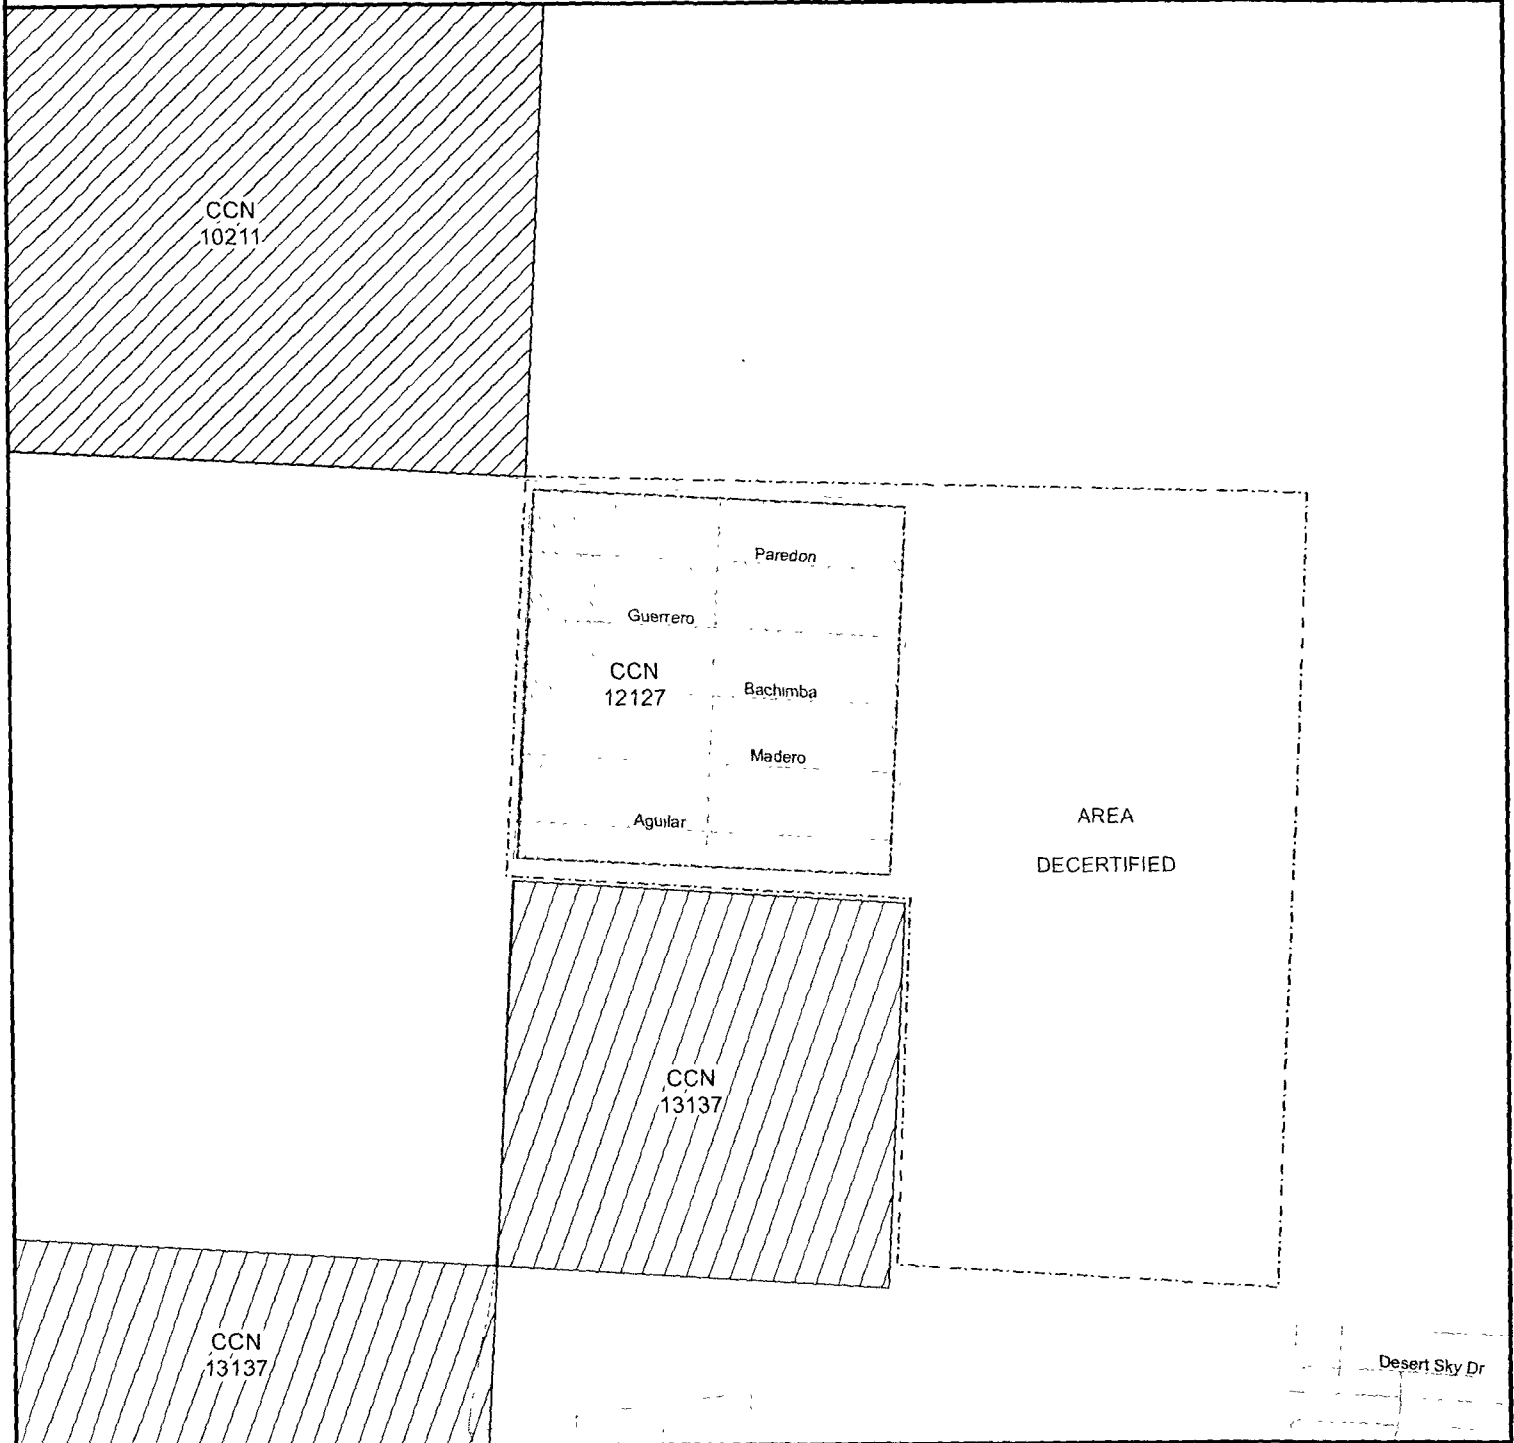 CCN
10211
Paredon
Guerrero
CCN
12127
Bachimba
Madero
Aguilar
AREA
DECERTIFIED
CCN
13137
CCN
13137
Desert Sky Dr